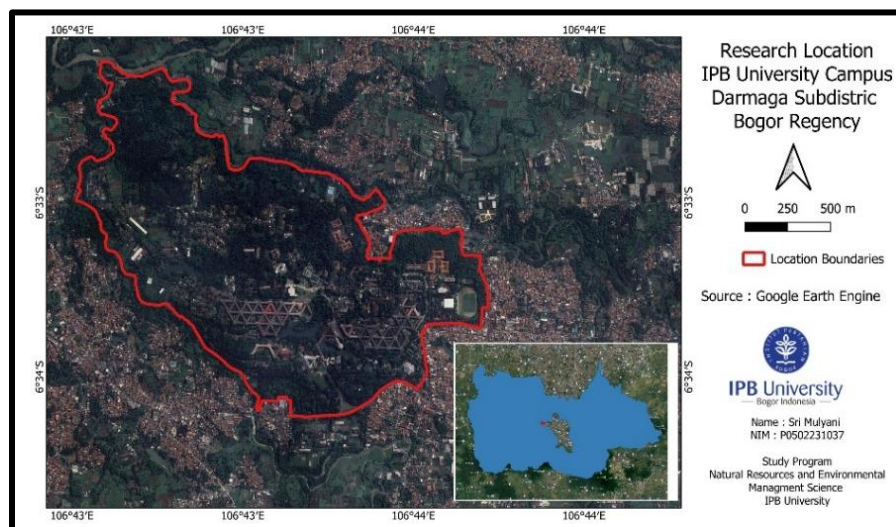 106°43′E 106°43′E 106°44′E 106°44′E
6°33′S
6°33′S
6°34′S
6°34′S
106°43′E 106°43′E 106°44′E 106°44′E
Research Location
IPB University Campus
Darmaga Subdistric
Bogor Regency
0 250 500 m
Location Boundaries
Source : Google Earth Engine
INSTITUT PERTANIAN
BOGOR
IPB University
Bogor Indonesia
Name : Sri Mulyani
NIM : P0502231037
Study Program
Natural Resources and Environmental
Managment Science
IPB University